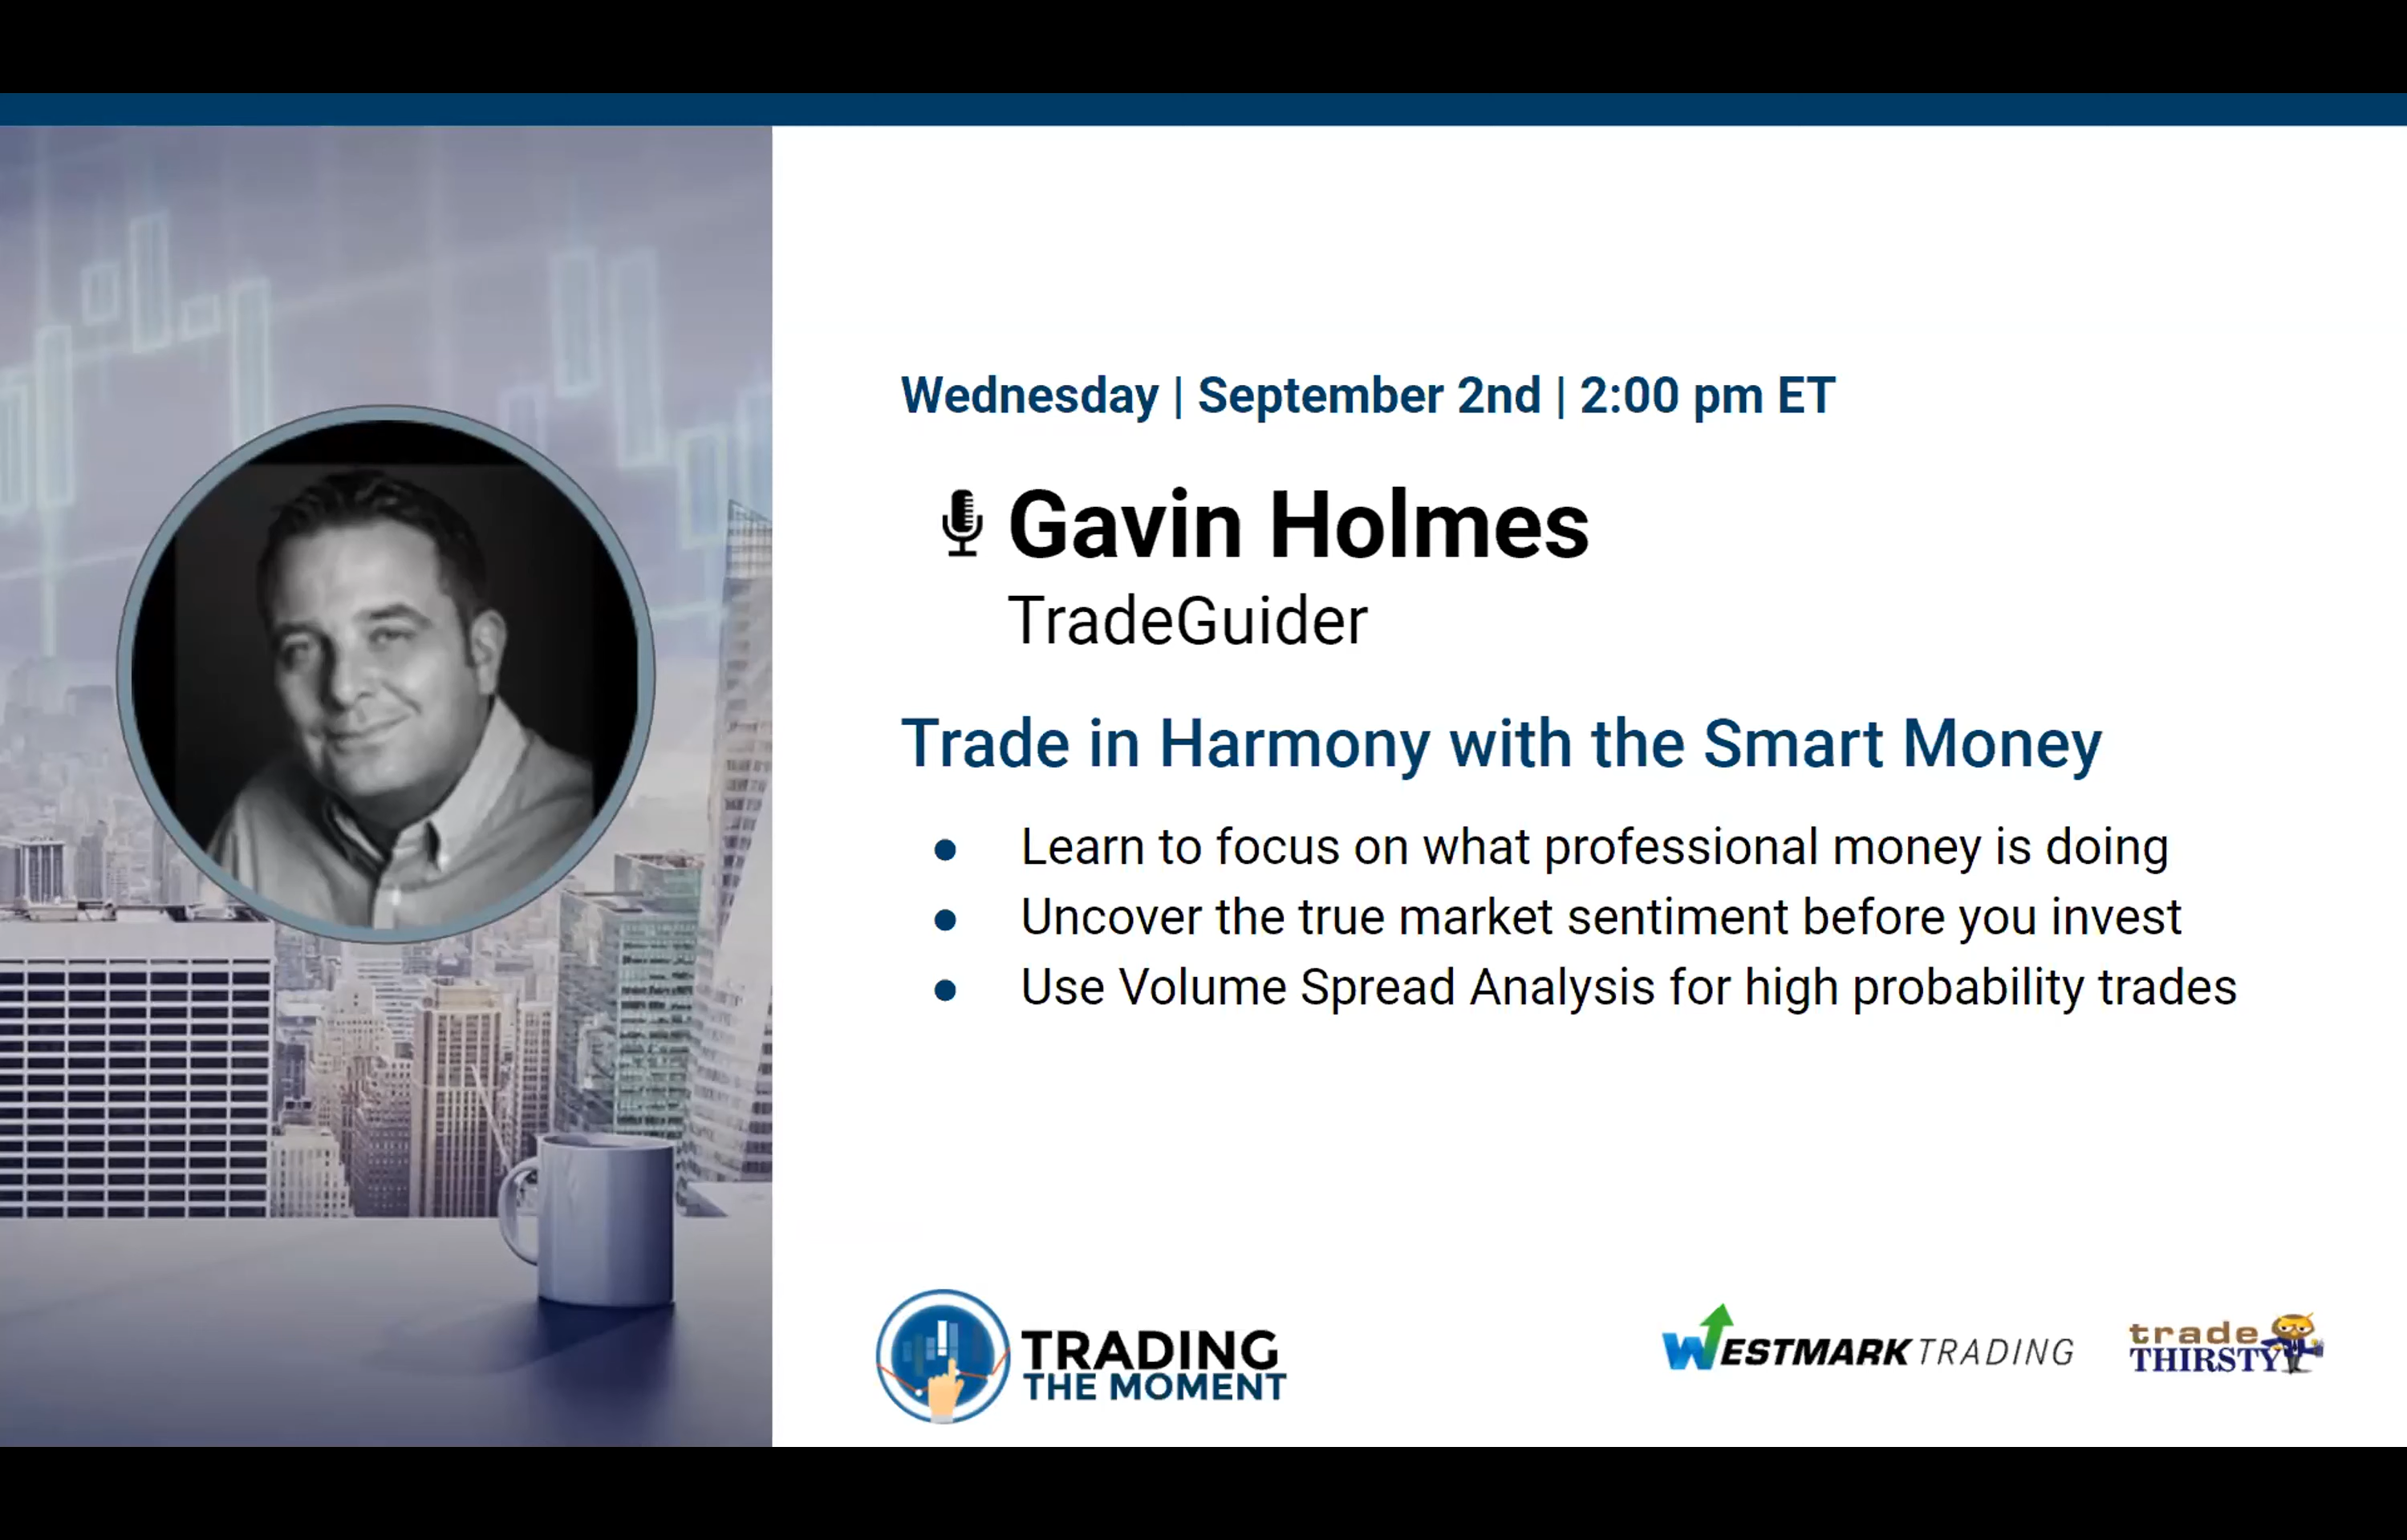 Wednesday | September 2nd | 2:00 pm ET
Gavin Holmes
TradeGuider
Trade in Harmony with the Smart Money
Learn to focus on what professional money is doing
Uncover the true market sentiment before you invest
Use Volume Spread Analysis for high probability trades
TRADING
THE MOMENT
WESTMARK TRADING
trade
THIRSTY